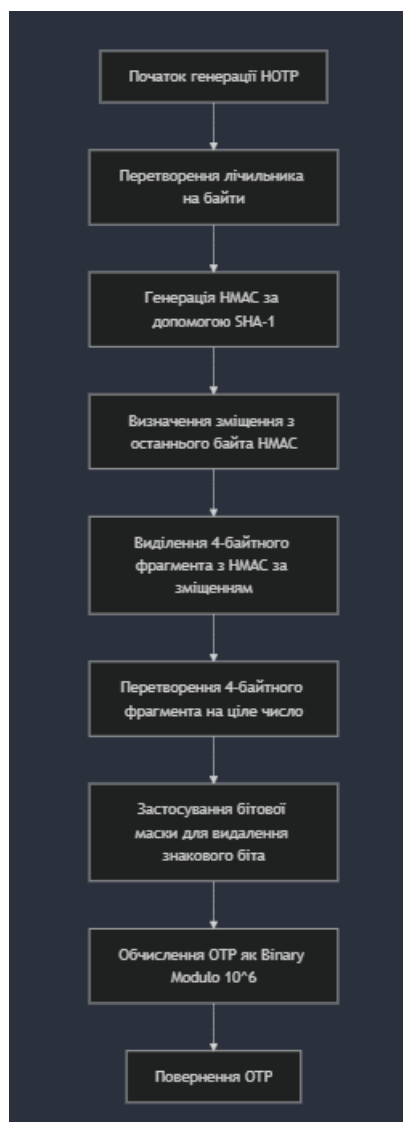 Початок генерації HOTP
Перетворення лічильника
на байти
Генерація HMAC за
допомогою SHA-1
Визначення зміщення з
останнього байта HMAC
Виділення 4-байтного
фрагмента з HMAC за
зміщенням
Перетворення 4-байтного
фрагмента на ціле число
Застосування бітової
маски для видалення
знакового біта
Обчислення OTP як Binary
Modulo 10^6
Повернення OTP